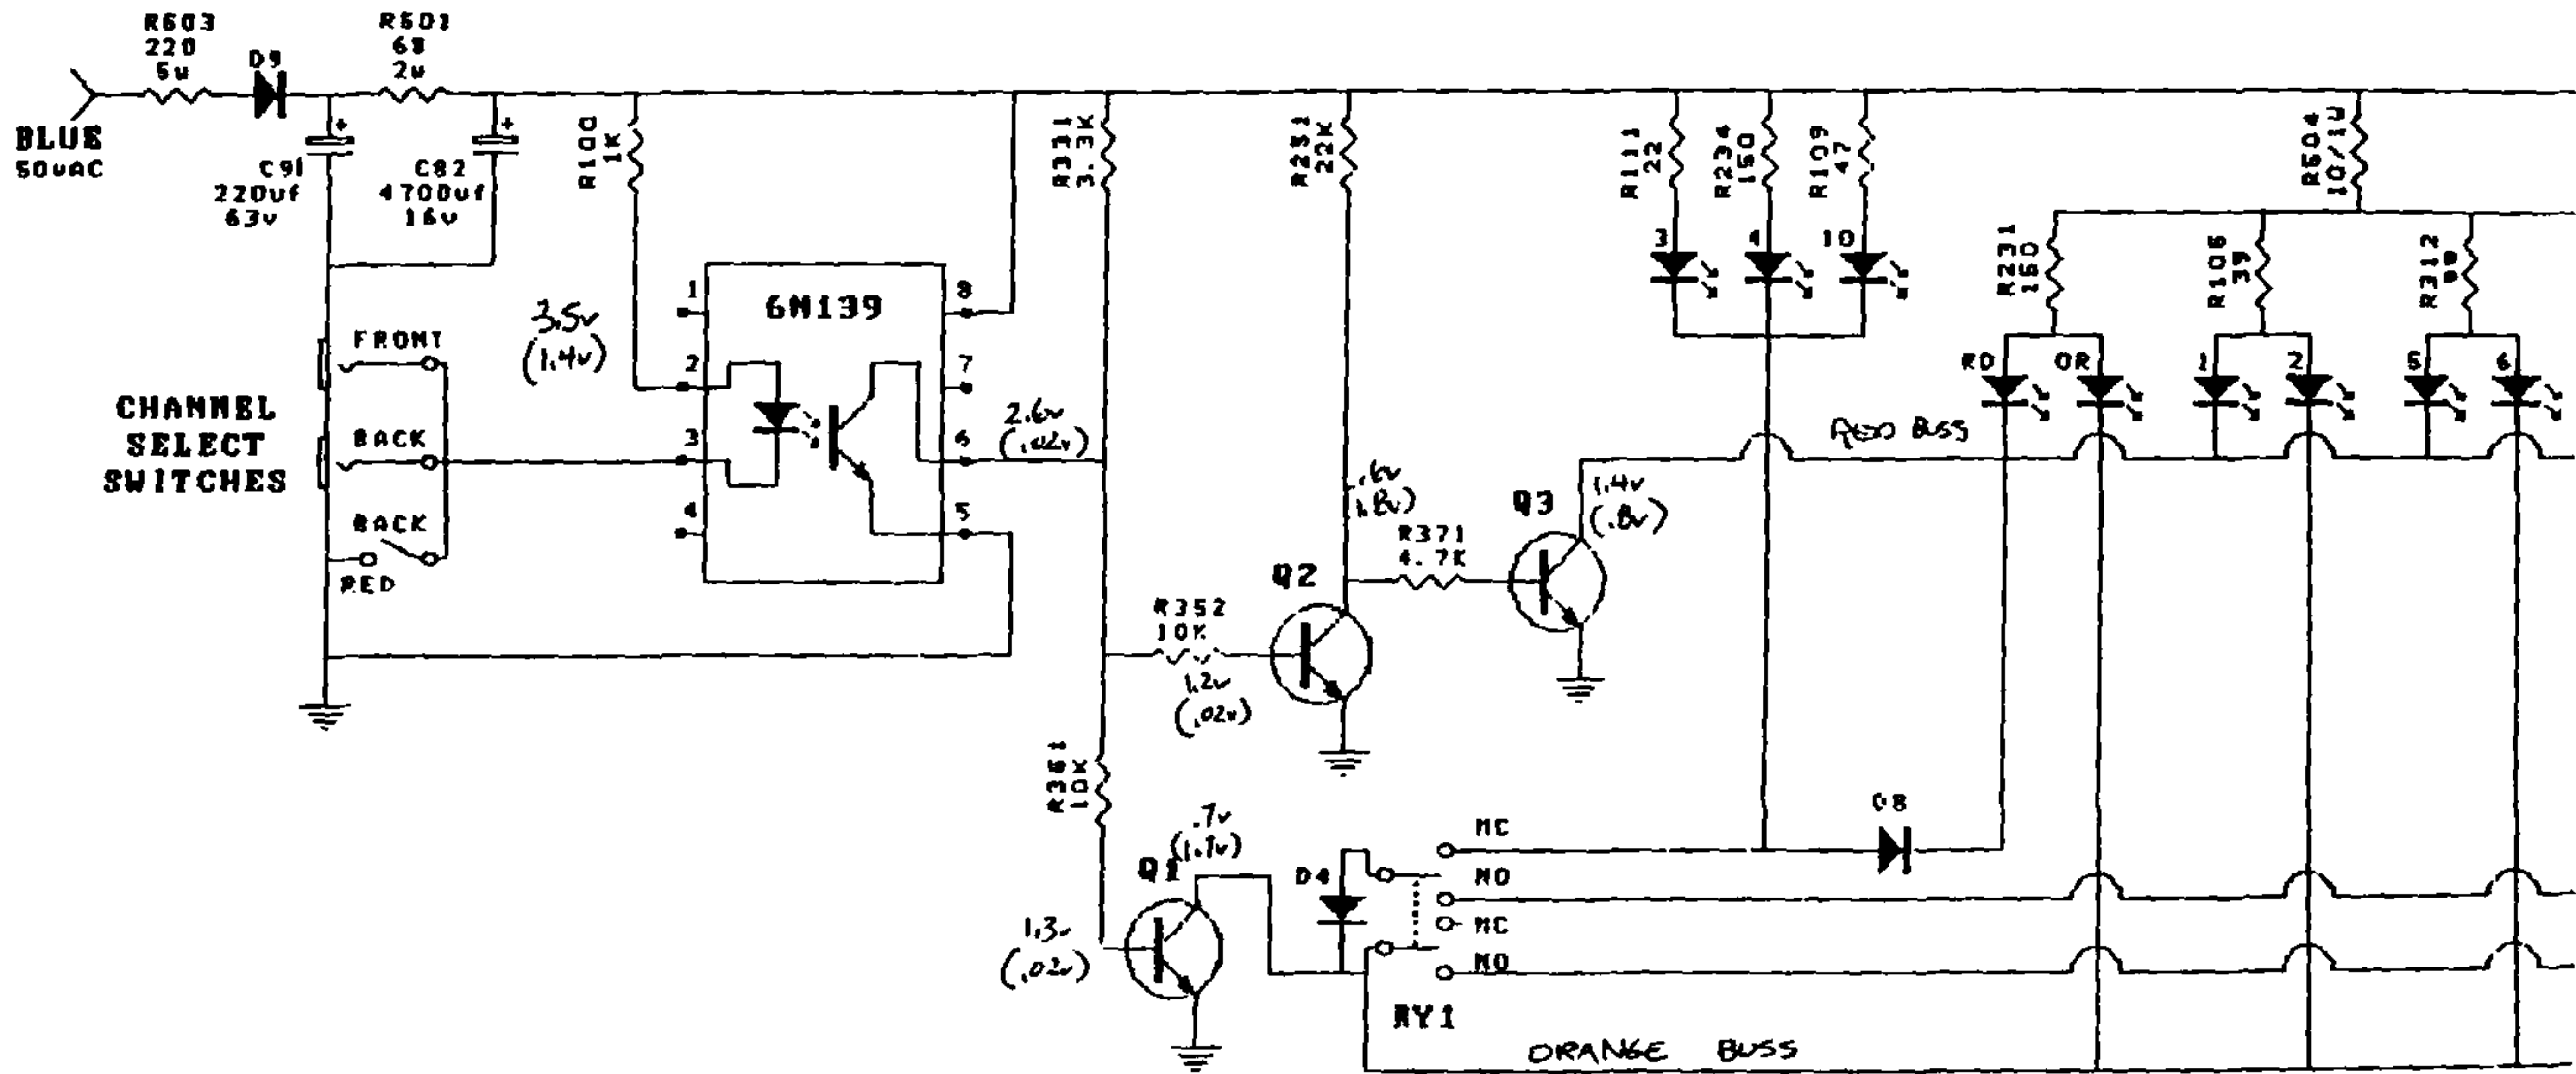 R603
220
5W
D9
R601
68
2W
BLUE
50VAC
C91
220uf
63v
C82
4700uf
16v
R100
1K
R331
3.3K
R251
22K
R111
22
R234
150
R109
47
R604
10/1W
3
4
10
R231
150
R106
39
R312
RD
OR
1
2
5
6
6N139
1
2
3
4
8
7
6
5
3.5v
(1.4v)
2.6v
(.02v)
FRONT
BACK
BACK
RED
CHANNEL
SELECT
SWITCHES
RED BUSS
.6v
1.8v)
1.4v
(.8v)
Q3
R371
4.7K
Q2
R352
10K
1.2v
(.02v)
R361
10K
.7v
(1.1v)
Q1
1.3v
(.02v)
D4
NC
NO
NC
NO
D8
RY1
ORANGE BUSS